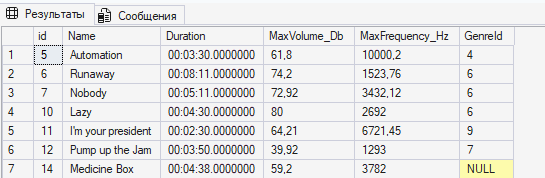 Результаты Сообщения
id Name Duration MaxVolume_Db MaxFrequency_Hz GenreId
1 5 Automation 00:03:30.0000000 61,8 10000,2 4
2 6 Runaway 00:08:11.0000000 74,2 1523,76 6
3 7 Nobody 00:05:11.0000000 72,92 3432,12 6
4 10 Lazy 00:04:30.0000000 80 2692 6
5 11 I'm your president 00:02:30.0000000 64,21 6721,45 9
6 12 Pump up the Jam 00:03:50.0000000 39,92 1293 7
7 14 Medicine Box 00:04:38.0000000 59,2 3782 NULL